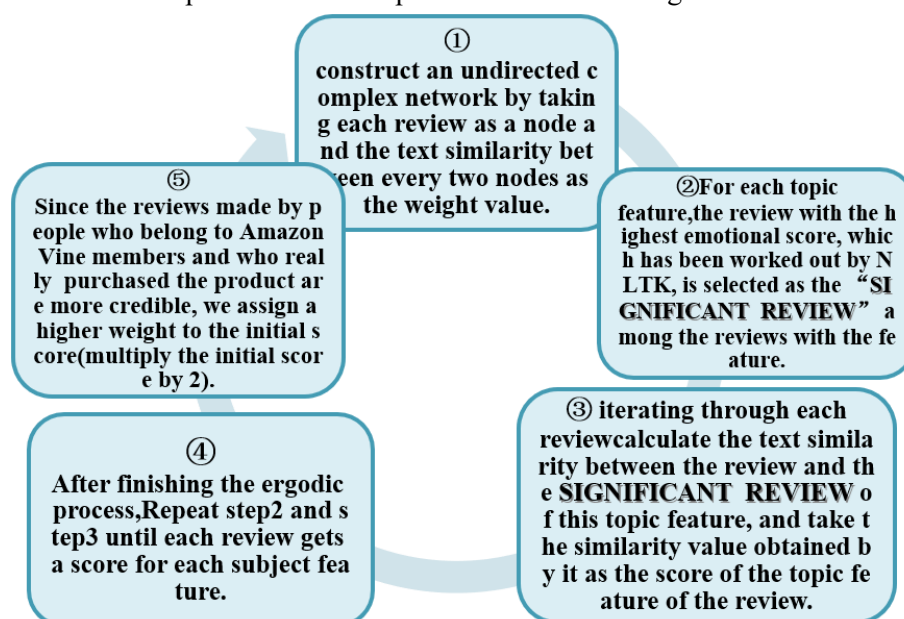 ①
construct an undirected c
omplex network by takin
g each review as a node a
nd the text similarity bet
ween every two nodes as
the weight value.
②For each topic
feature,the review with the h
ighest emotional score, whic
h has been worked out by N
LTK, is selected as the “SI
GNIFICANT REVIEW” a
mong the reviews with the fe
ature.
③ iterating through each
reviewcalculate the text simila
rity between the review and th
e SIGNIFICANT REVIEW o
f this topic feature, and take t
he similarity value obtained b
y it as the score of the topic fe
ature of the review.
④
After finishing the ergodic
process,Repeat step2 and s
tep3 until each review gets
a score for each subject fea
ture.
⑤
Since the reviews made by p
eople who belong to Amazon
Vine members and who real
ly purchased the product ar
e more credible, we assign a
higher weight to the initial s
core(multiply the initial scor
e by 2).